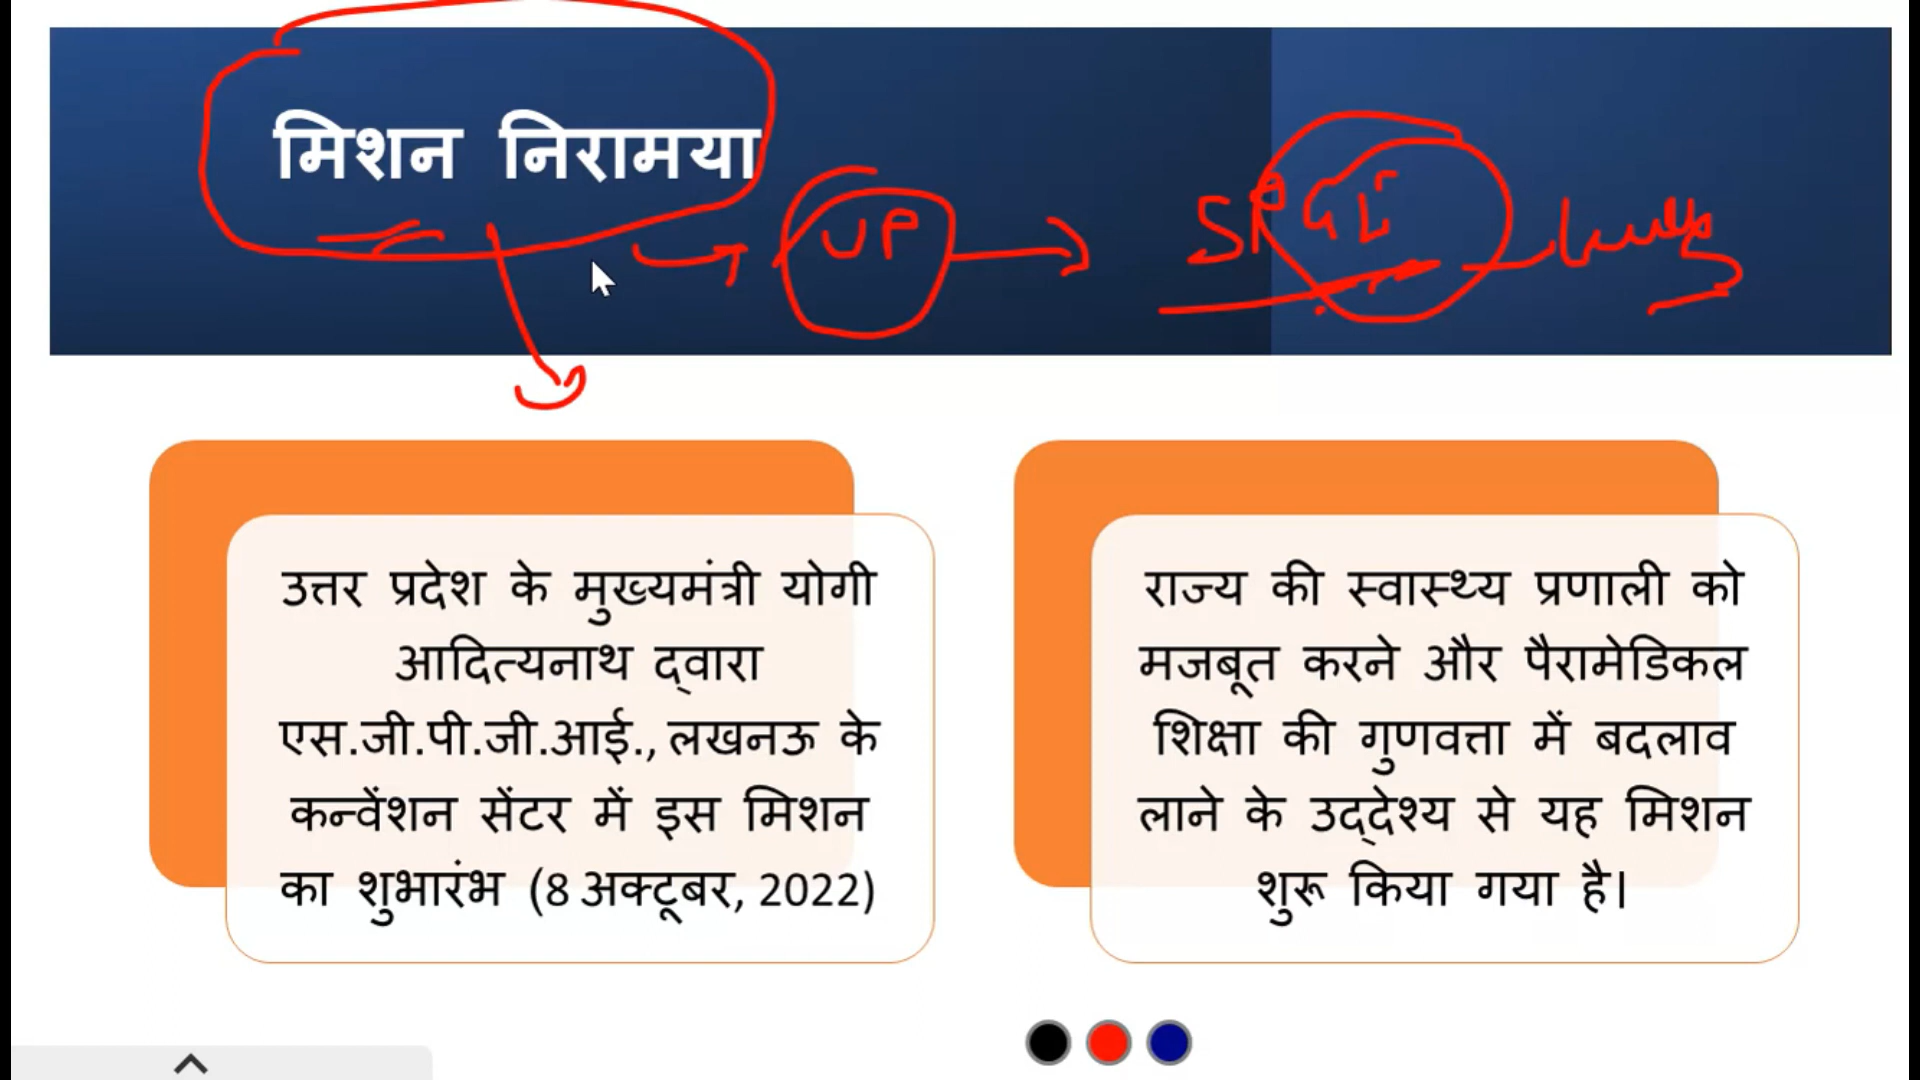 मिशन निरामया
UP
SPGI
उत्तर प्रदेश के मुख्यमंत्री योगी
आदित्यनाथ द्वारा
एस.जी.पी.जी.आई., लखनऊ के
कन्वेंशन सेंटर में इस मिशन
का शुभारंभ (8 अक्टूबर, 2022)
राज्य की स्वास्थ्य प्रणाली को
मजबूत करने और पैरामेडिकल
शिक्षा की गुणवत्ता में बदलाव
लाने के उद्देश्य से यह मिशन
शुरू किया गया है।